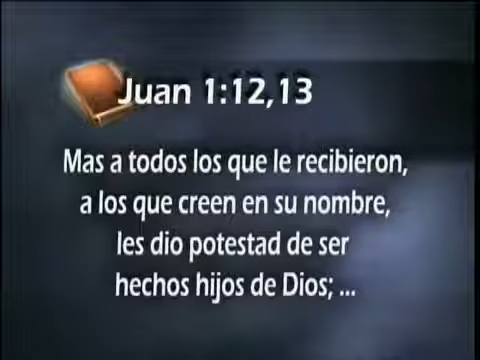 Juan 1:12,13
Mas a todos los que le recibieron,
a los que creen en su nombre,
les dio potestad de ser
hechos hijos de Dios; ...